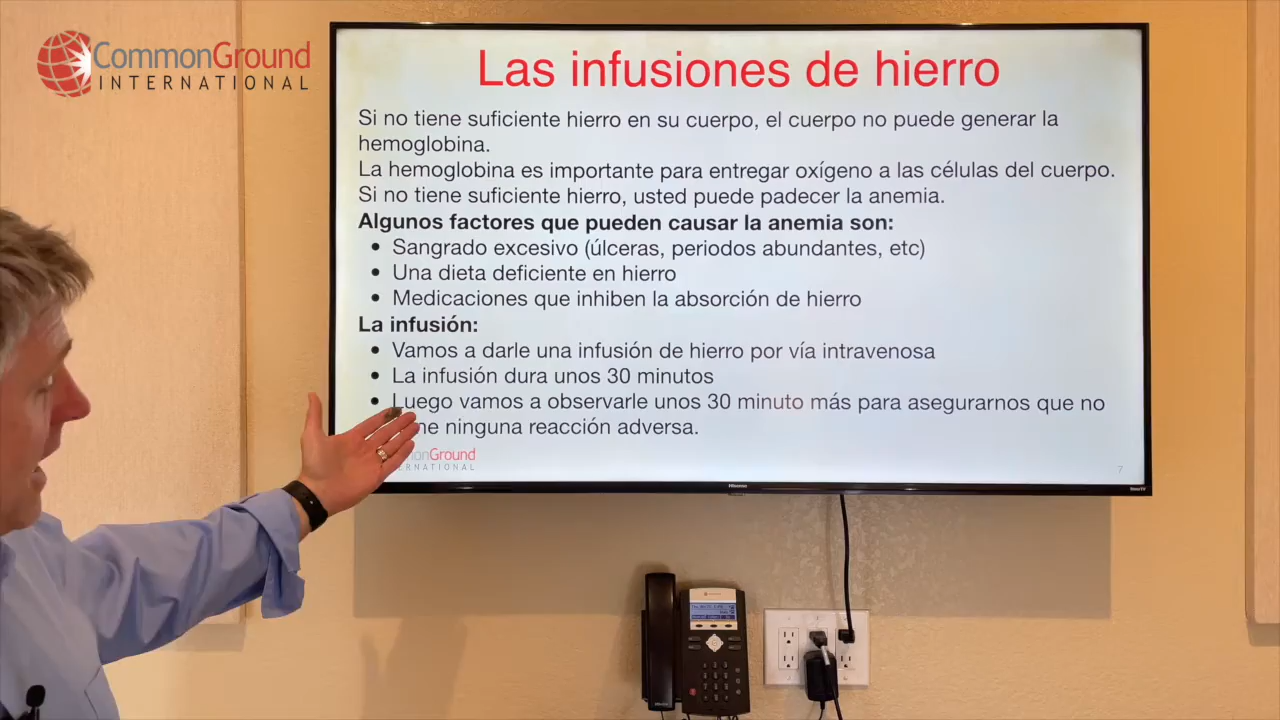 CommonGround
INTERNATIONAL
Las infusiones de hierro
Si no tiene suficiente hierro en su cuerpo, el cuerpo no puede generar la
hemoglobina.
La hemoglobina es importante para entregar oxígeno a las células del cuerpo.
Si no tiene suficiente hierro, usted puede padecer la anemia.
Algunos factores que pueden causar la anemia son:
• Sangrado excesivo (úlceras, periodos abundantes, etc)
• Una dieta deficiente en hierro
• Medicaciones que inhiben la absorción de hierro
La infusión:
• Vamos a darle una infusión de hierro por vía intravenosa
• La infusión dura unos 30 minutos
• Luego vamos a observarle unos 30 minuto más para asegurarnos que no
ne ninguna reacción adversa.
onGround
ERNATIONAL
7
Hisense